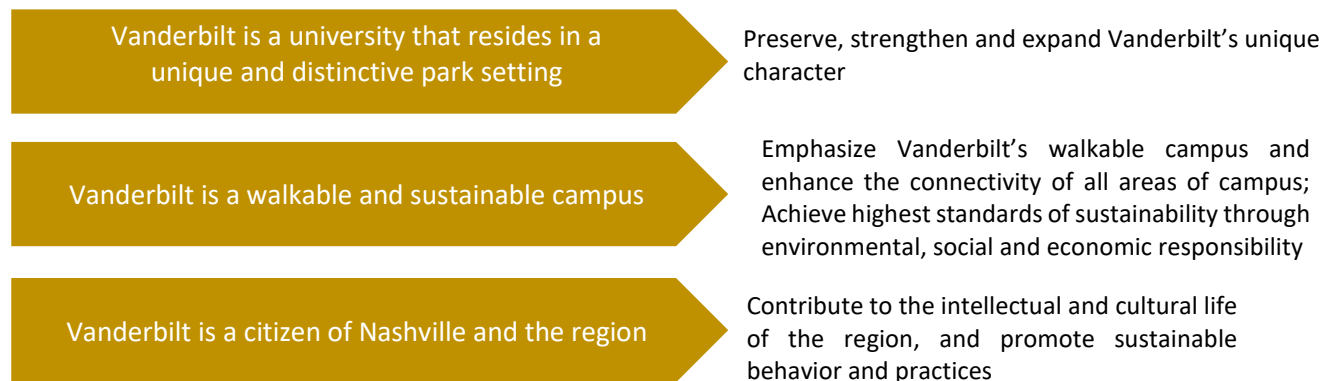 Vanderbilt is a university that resides in a
unique and distinctive park setting
Preserve, strengthen and expand Vanderbilt's unique
character
Vanderbilt is a walkable and sustainable campus
Emphasize Vanderbilt's walkable campus and
enhance the connectivity of all areas of campus;
Achieve highest standards of sustainability through
environmental, social and economic responsibility
Vanderbilt is a citizen of Nashville and the region
Contribute to the intellectual and cultural life
of the region, and promote sustainable
behavior and practices